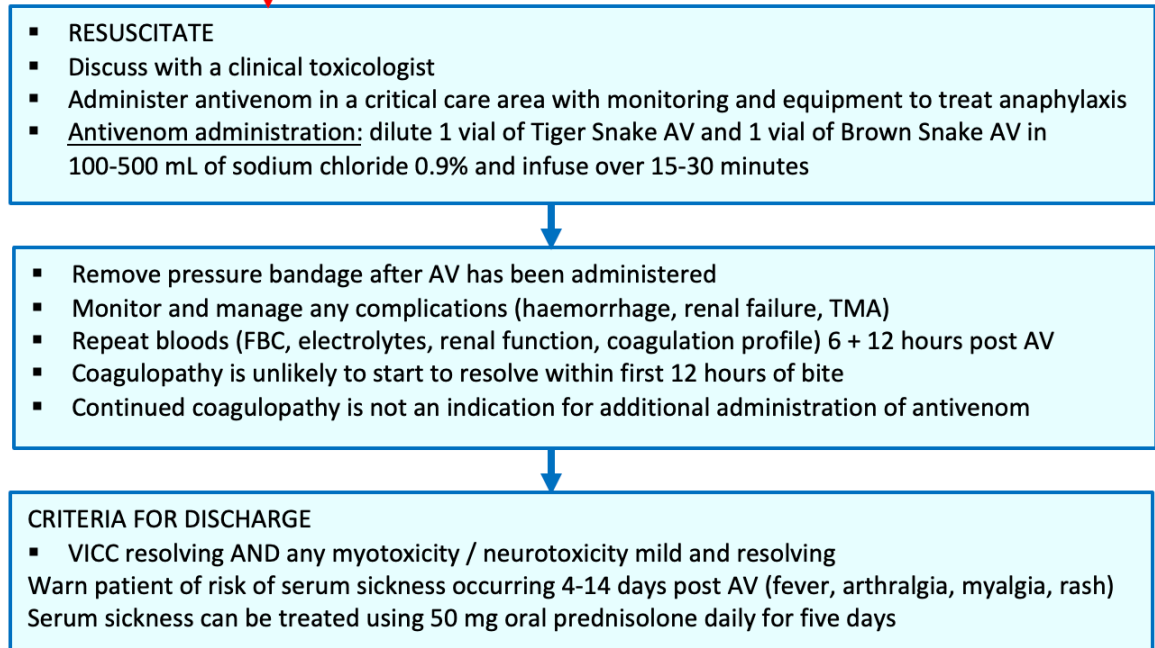 ▪ RESUSCITATE
▪ Discuss with a clinical toxicologist
▪ Administer antivenom in a critical care area with monitoring and equipment to treat anaphylaxis
▪ Antivenom administration: dilute 1 vial of Tiger Snake AV and 1 vial of Brown Snake AV in
100-500 mL of sodium chloride 0.9% and infuse over 15-30 minutes
▪ Remove pressure bandage after AV has been administered
▪ Monitor and manage any complications (haemorrhage, renal failure, TMA)
▪ Repeat bloods (FBC, electrolytes, renal function, coagulation profile) 6 + 12 hours post AV
▪ Coagulopathy is unlikely to start to resolve within first 12 hours of bite
▪ Continued coagulopathy is not an indication for additional administration of antivenom
CRITERIA FOR DISCHARGE
▪ VICC resolving AND any myotoxicity / neurotoxicity mild and resolving
Warn patient of risk of serum sickness occurring 4-14 days post AV (fever, arthralgia, myalgia, rash)
Serum sickness can be treated using 50 mg oral prednisolone daily for five days